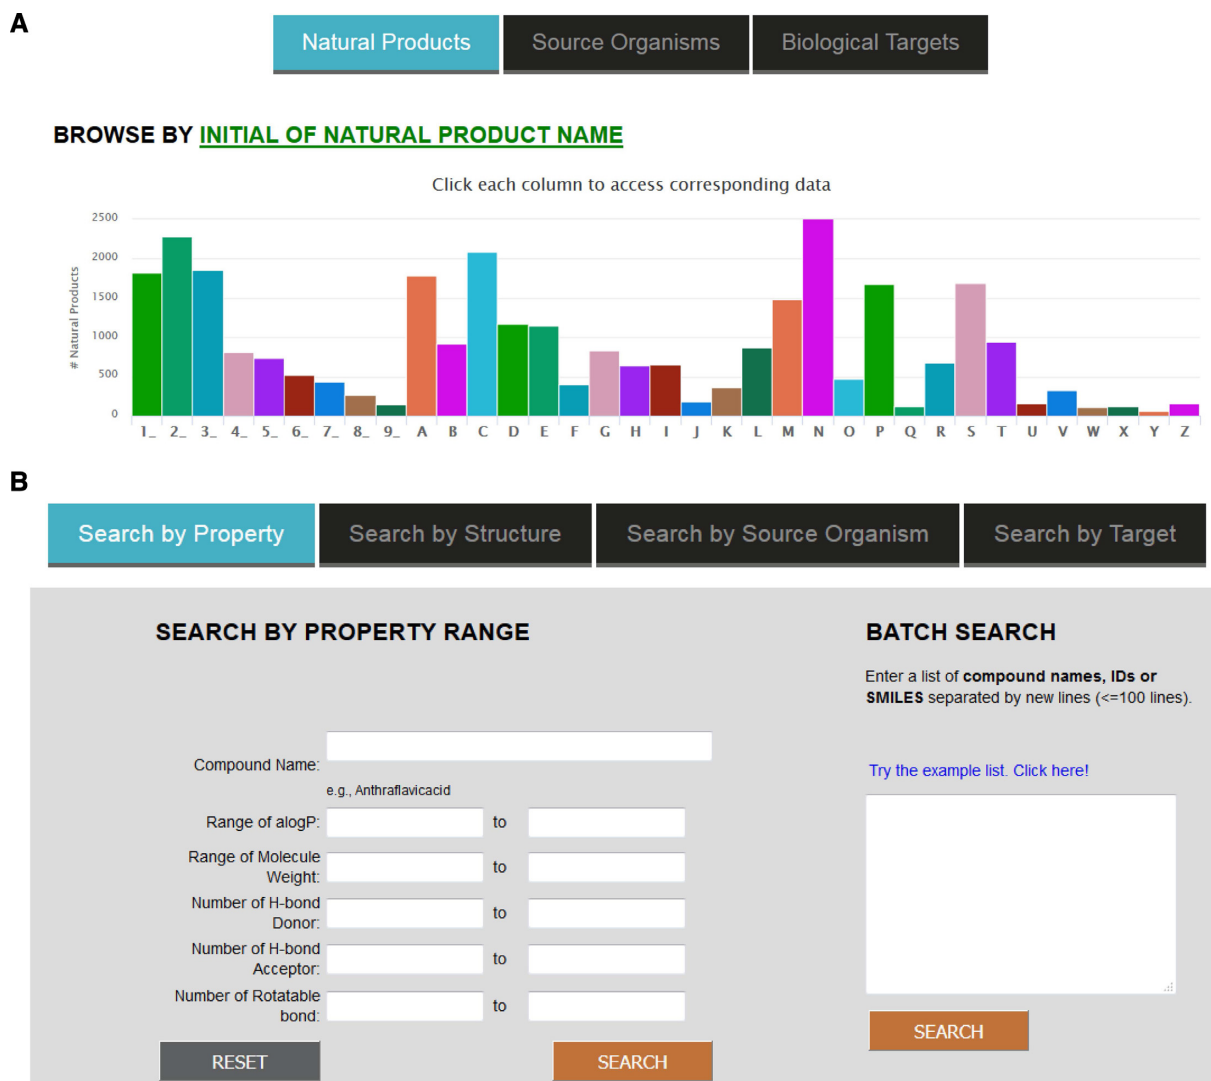 A
Natural Products Source Organisms Biological Targets
BROWSE BY INITIAL OF NATURAL PRODUCT NAME
Click each column to access corresponding data
# Natural Products
2500
2000
1500
1000
500
0
1_ 2_ 3_ 4_ 5_ 6_ 7_ 8_ 9_ A B C D E F G H I J K L M N O P Q R S T U V W X Y Z
B
Search by Property Search by Structure Search by Source Organism Search by Target
SEARCH BY PROPERTY RANGE
Compound Name:
e.g., Anthraflavicacid
Range of alogP: to
Range of Molecule
Weight: to
Number of H-bond
Donor: to
Number of H-bond
Acceptor: to
Number of Rotatable
bond: to
RESET SEARCH
BATCH SEARCH
Enter a list of compound names, IDs or
SMILES separated by new lines (<=100 lines).
Try the example list. Click here!
SEARCH